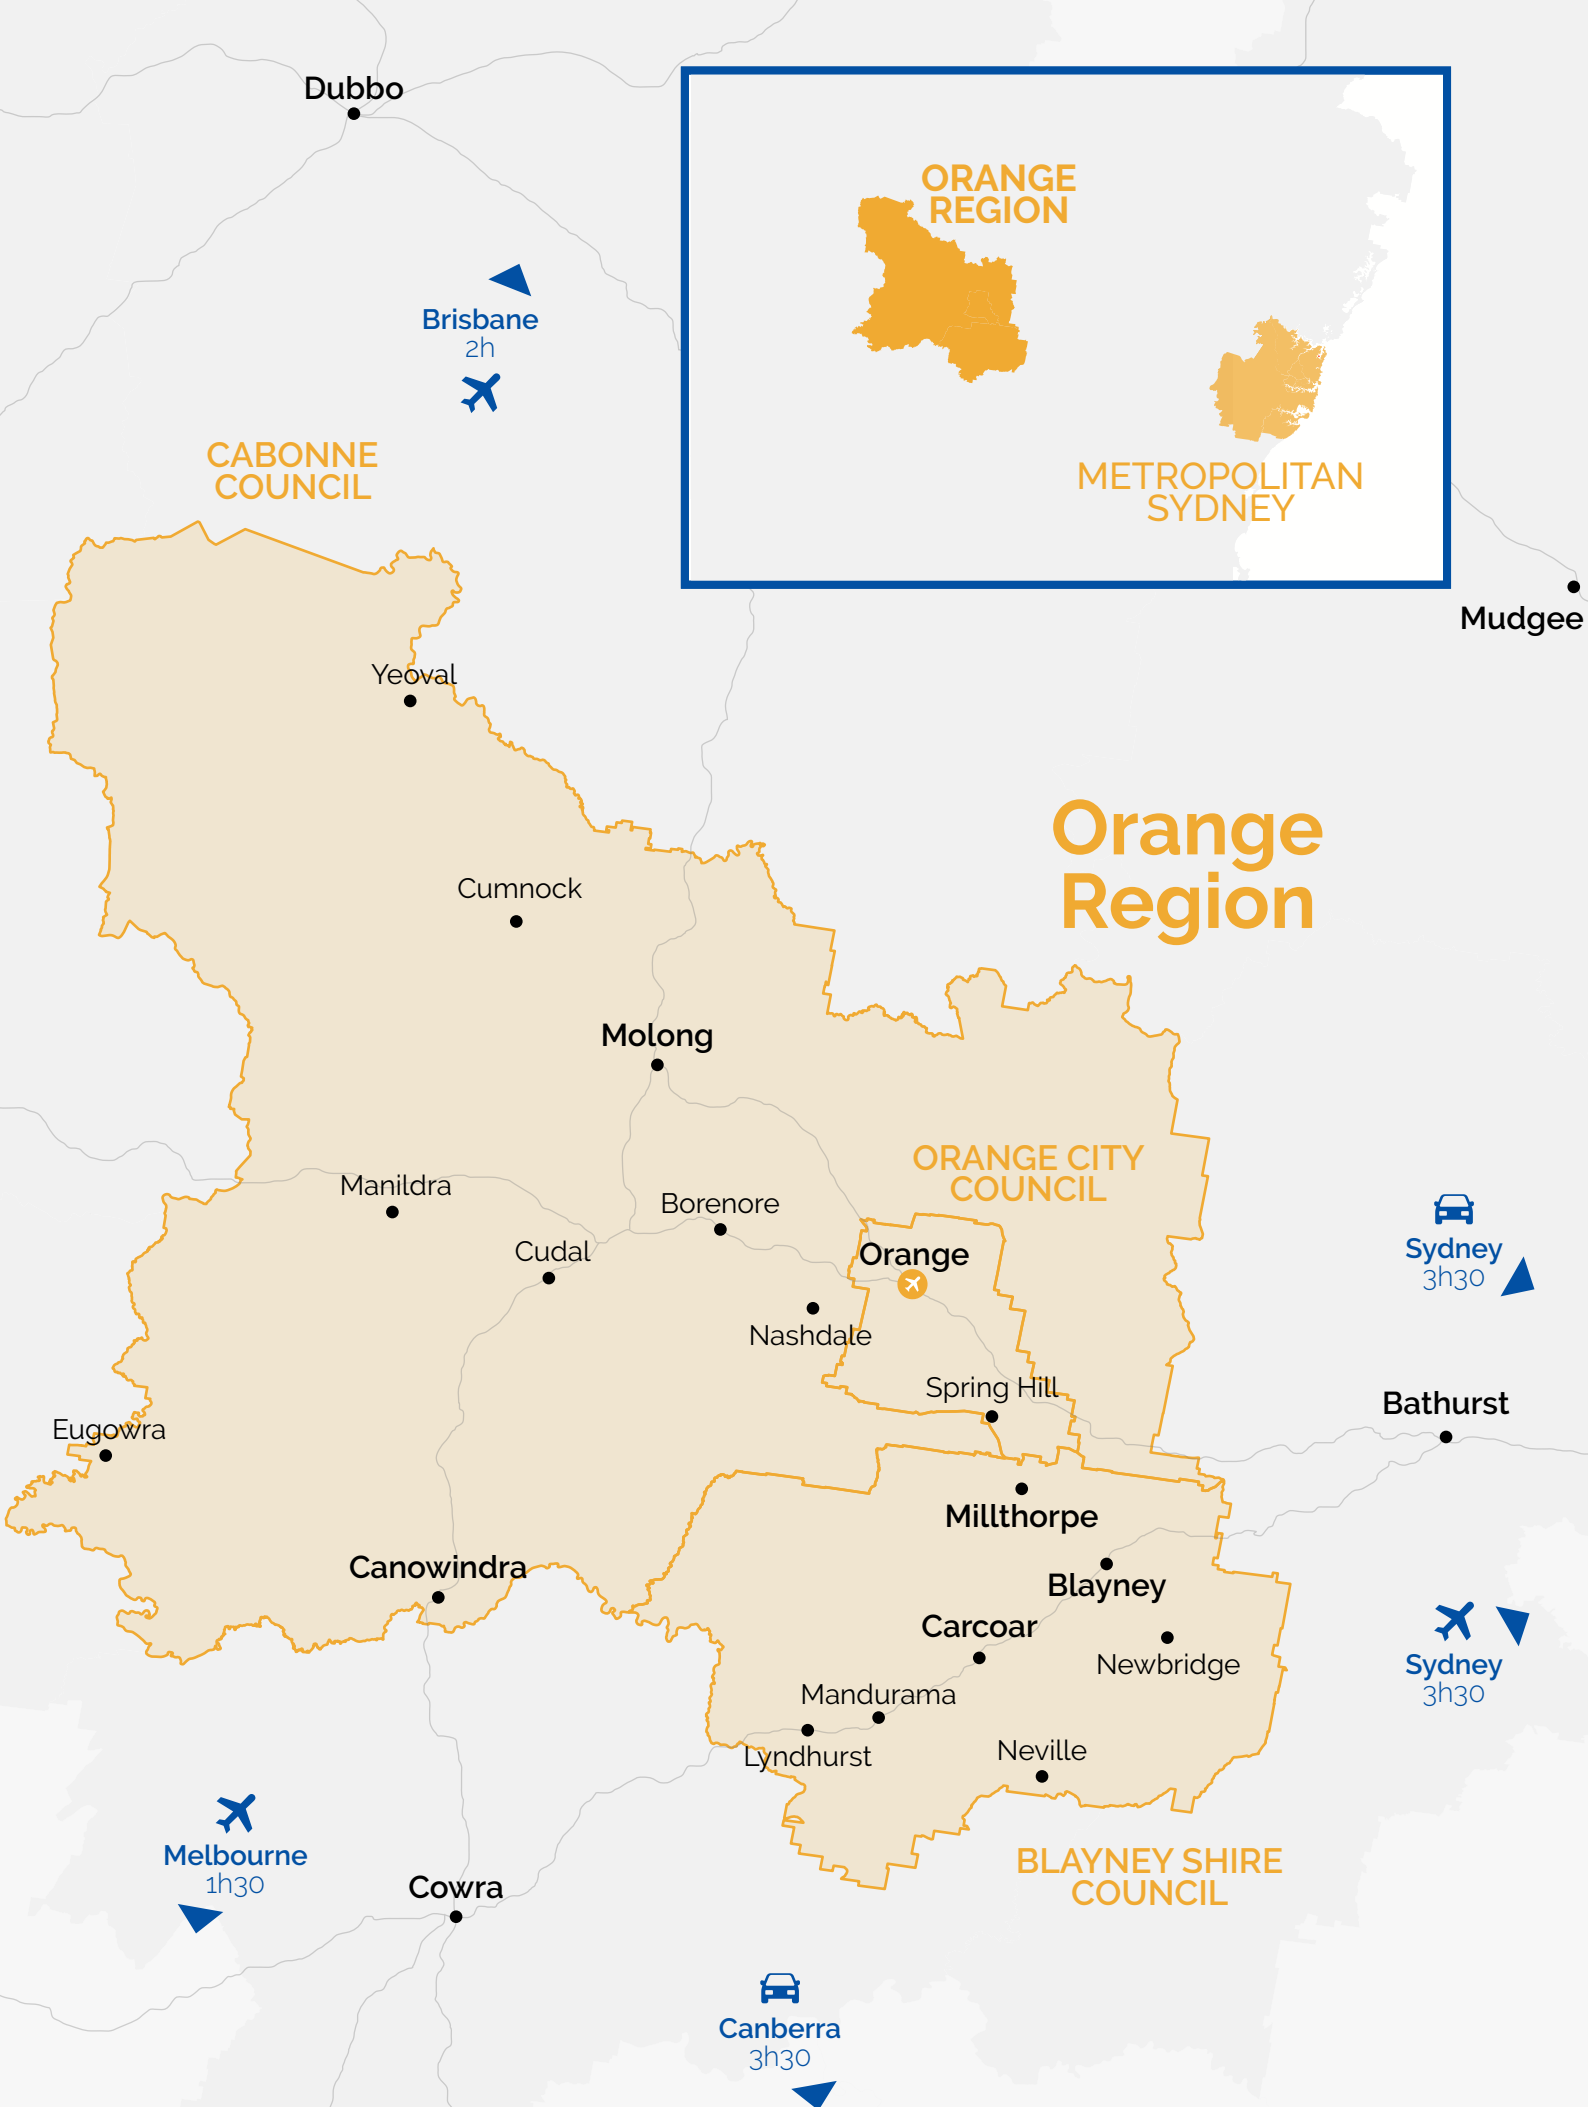 Dubbo
ORANGE
REGION
Brisbane
2h
CABONNE
COUNCIL
METROPOLITAN
SYDNEY
Mudgee
Yeoval
Orange
Region
Cumnock
Molong
ORANGE CITY
COUNCIL
Manildra
Borenore
Cudal
Orange
Sydney
3h30
Nashdale
Spring Hill
Bathurst
Eugowra
Millthorpe
Canowindra
Blayney
Carcoar
Newbridge
Sydney
3h30
Mandurama
Lyndhurst
Neville
Melbourne
1h30
BLAYNEY SHIRE
COUNCIL
Cowra
Canberra
3h30